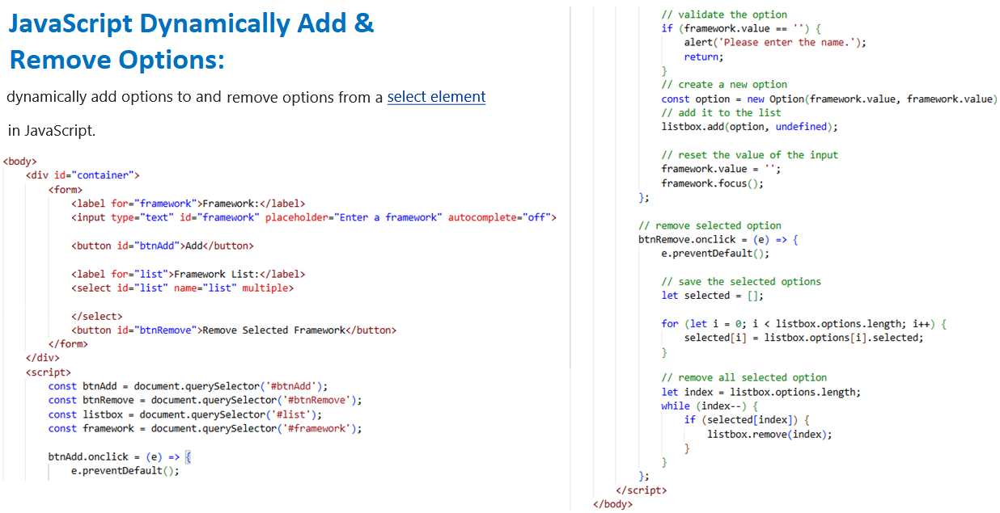 JavaScript Dynamically Add &
Remove Options:
dynamically add options to and remove options from a select element
in JavaScript.
<body>
    <div id="container">
        <form>
            <label for="framework">Framework:</label>
            <input type="text" id="framework" placeholder="Enter a framework" autocomplete="off">

            <button id="btnAdd">Add</button>

            <label for="list">Framework List:</label>
            <select id="list" name="list" multiple>

            </select>
            <button id="btnRemove">Remove Selected Framework</button>
        </form>
    </div>
    <script>
        const btnAdd = document.querySelector('#btnAdd');
        const btnRemove = document.querySelector('#btnRemove');
        const listbox = document.querySelector('#list');
        const framework = document.querySelector('#framework');

        btnAdd.onclick = (e) => {
            e.preventDefault();

            // validate the option
            if (framework.value == '') {
                alert('Please enter the name.');
                return;
            }
            // create a new option
            const option = new Option(framework.value, framework.value)
            // add it to the list
            listbox.add(option, undefined);

            // reset the value of the input
            framework.value = '';
            framework.focus();
        };

        // remove selected option
        btnRemove.onclick = (e) => {
            e.preventDefault();

            // save the selected options
            let selected = [];

            for (let i = 0; i < listbox.options.length; i++) {
                selected[i] = listbox.options[i].selected;
            }

            // remove all selected option
            let index = listbox.options.length;
            while (index--) {
                if (selected[index]) {
                    listbox.remove(index);
                }
            }
        };
    </script>
</body>